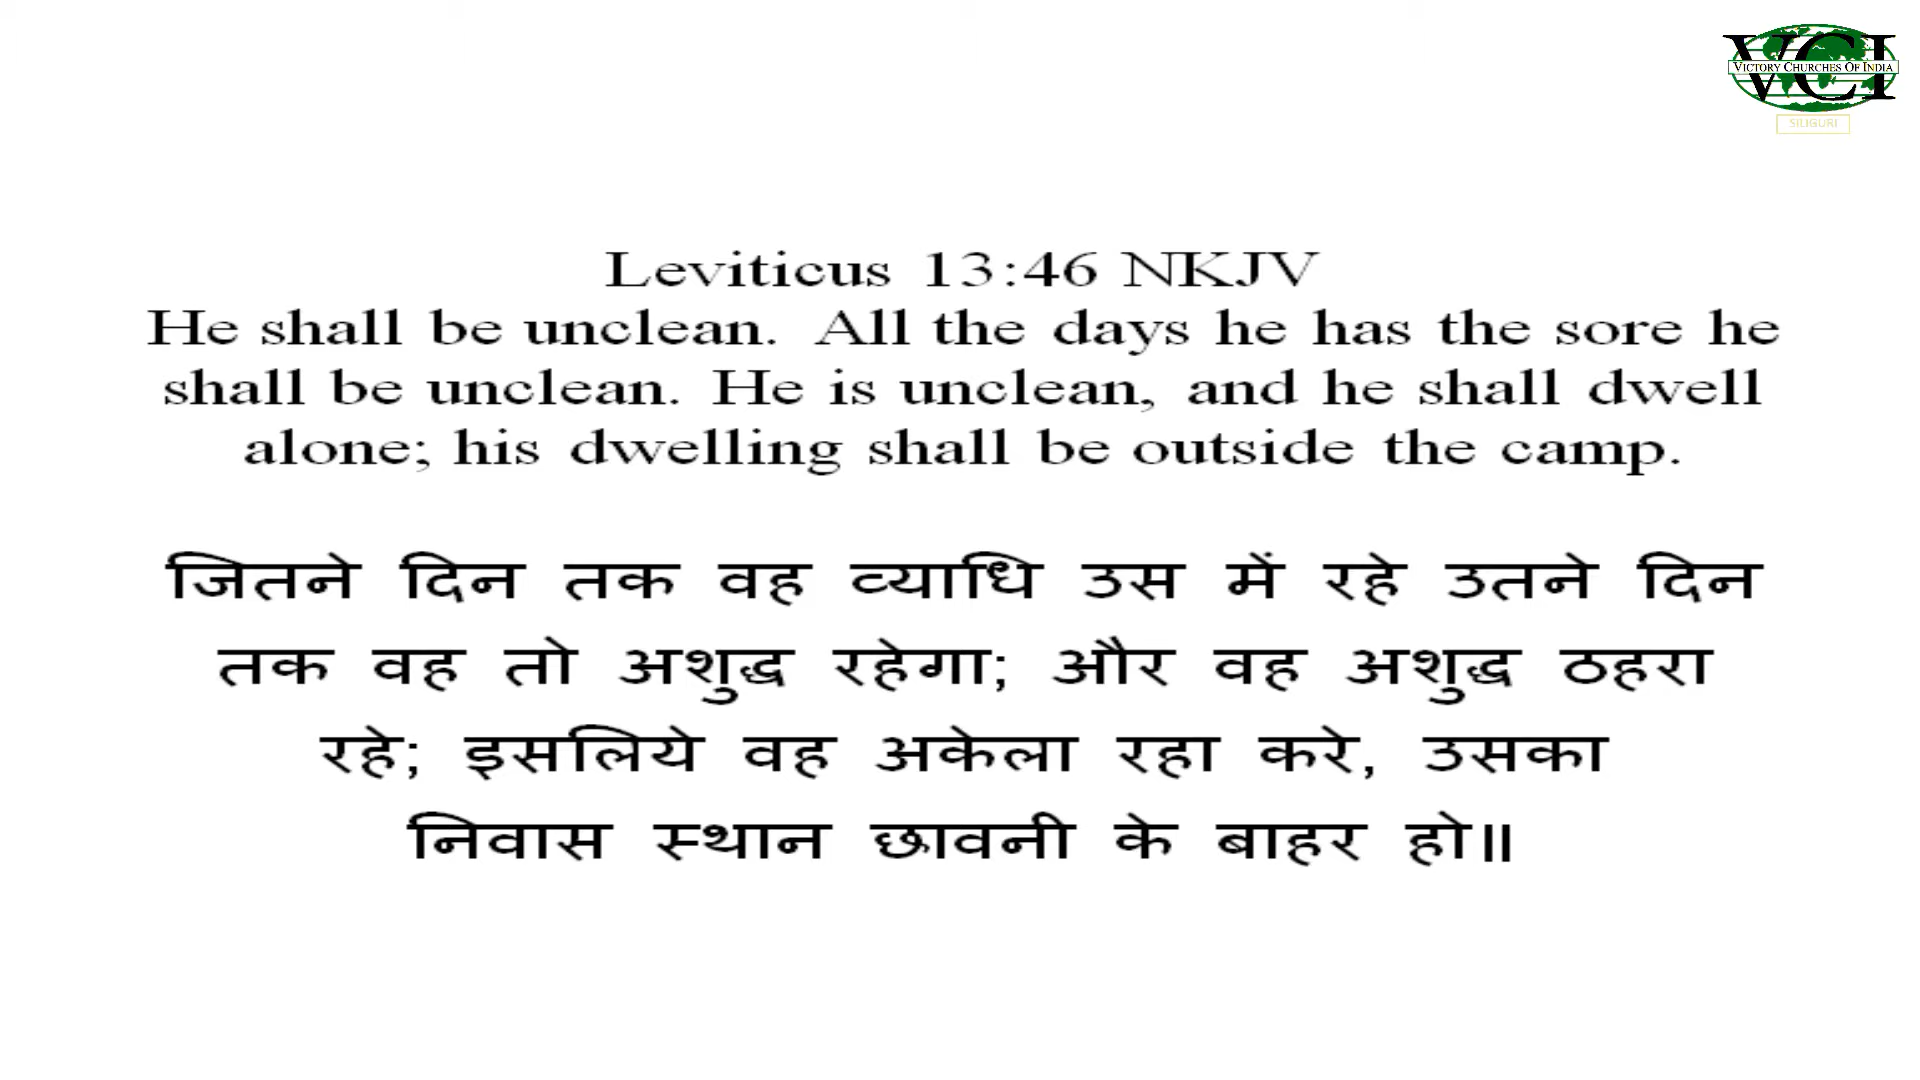 VCI
VICTORY CHURCHES OF INDIA
SILIGURI
Leviticus 13:46 NKJV
He shall be unclean. All the days he has the sore he
shall be unclean. He is unclean, and he shall dwell
alone; his dwelling shall be outside the camp.
जितने दिन तक वह व्याधि उस में रहे उतने दिन
तक वह तो अशुद्ध रहेगा; और वह अशुद्ध ठहरा
रहे; इसलिये वह अकेला रहा करे, उसका
निवास स्थान छावनी के बाहर हो॥